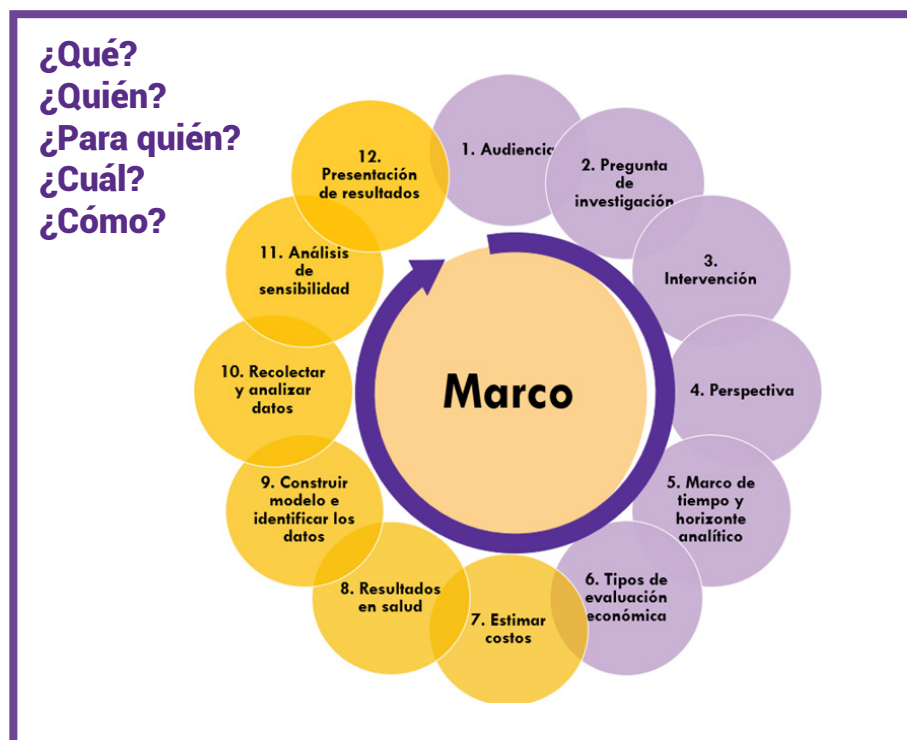 ¿Qué?
¿Quién?
¿Para quién?
¿Cuál?
¿Cómo?
1. Audiencia
2. Pregunta
de
investigación
3.
Intervención
4. Perspectiva
5. Marco de
tiempo y
horizonte
analítico
6. Tipos de
evaluación
económica
7. Estimar
costos
8. Resultados
en salud
9. Construir
modelo e
identificar los
datos
10. Recolectar
y analizar
datos
11. Análisis
de
sensibilidad
12.
Presentación
de resultados
Marco